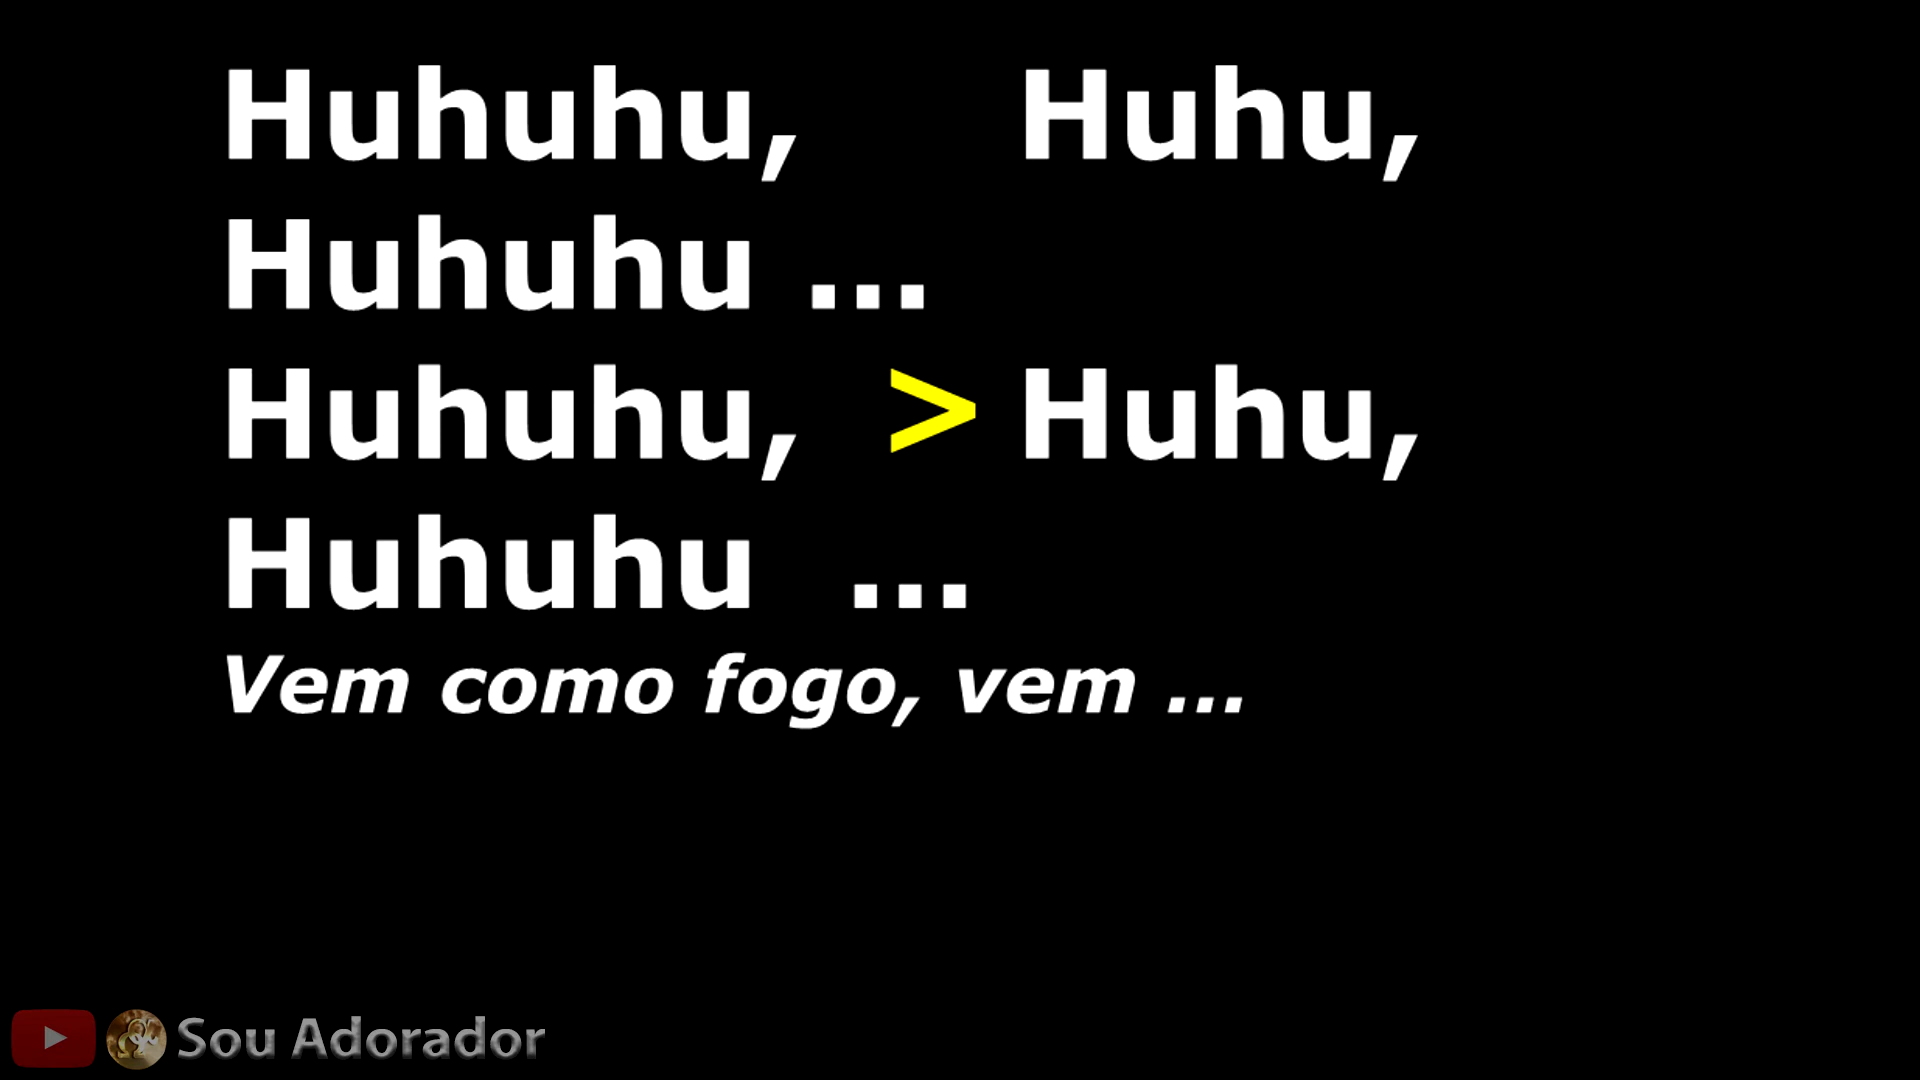 Huhuhu, Huhu,
Huhuhu ...
Huhuhu, > Huhu,
Huhuhu ...
Vem como fogo, vem ...
Sou Adorador